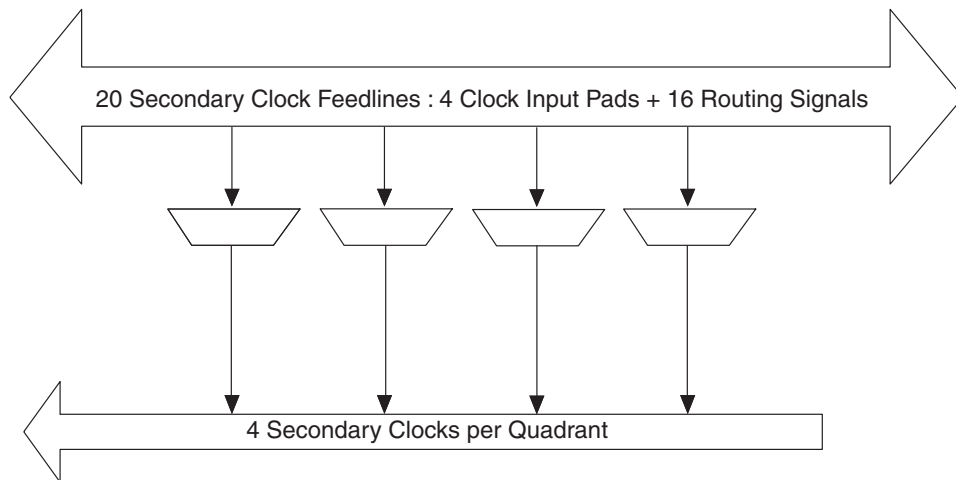 20 Secondary Clock Feedlines : 4 Clock Input Pads + 16 Routing Signals
4 Secondary Clocks per Quadrant